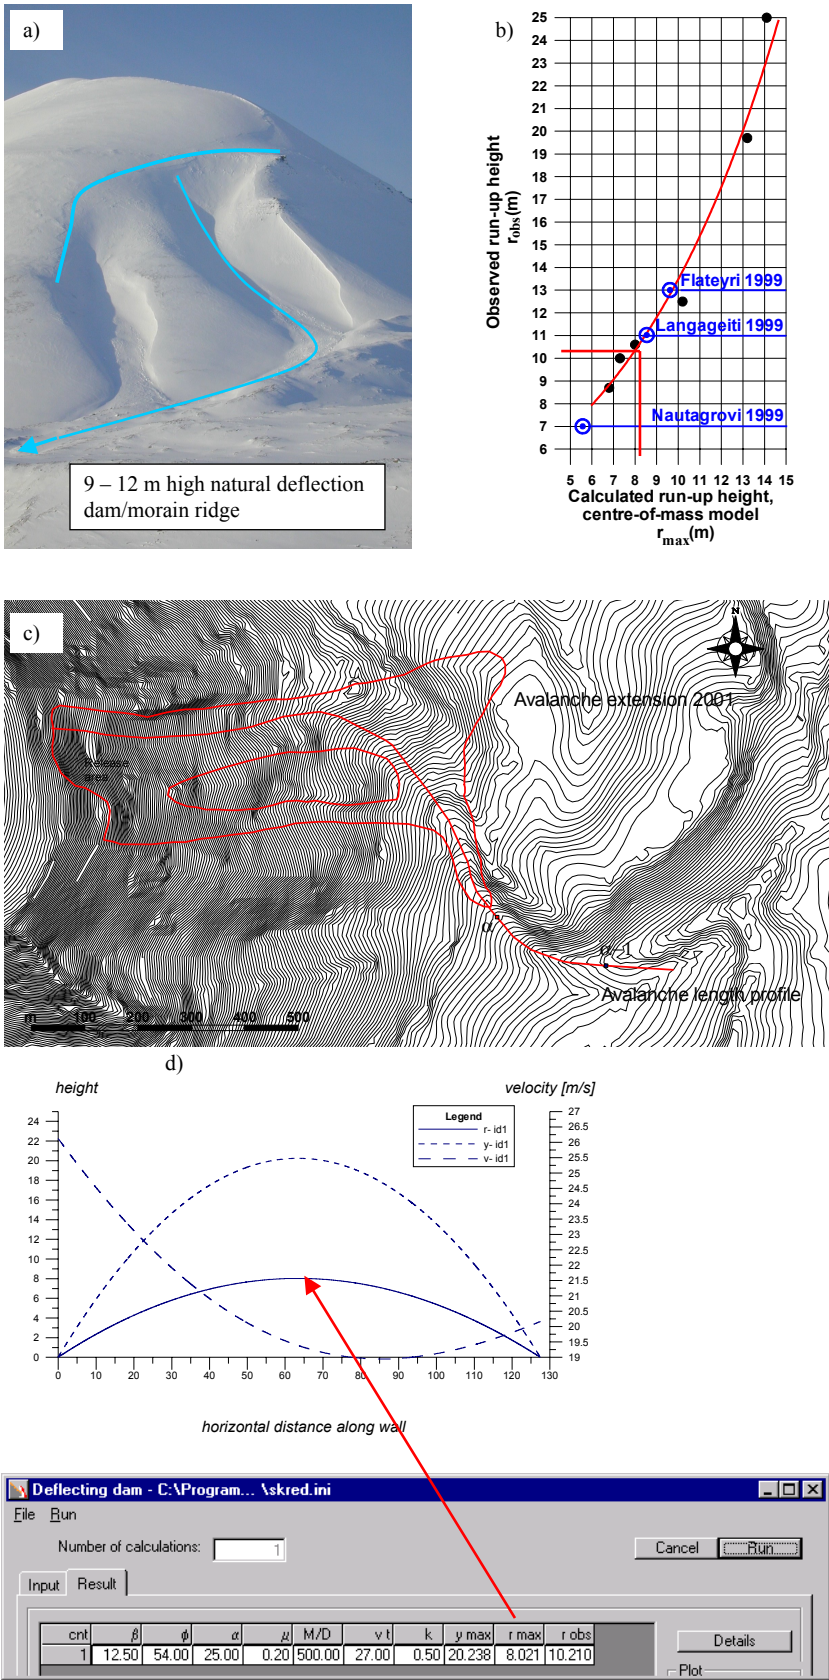 a)
9 – 12 m high natural deflection
dam/morain ridge
b)
Observed run-up height
r_obs(m)
25
24
23
22
21
20
19
18
17
16
15
14
13
12
11
10
9
8
7
6
Flateyri 1999
Langageiti 1999
Nautagrovi 1999
5 6 7 8 9 10 11 12 13 14 15
Calculated run-up height,
centre-of-mass model
r_max(m)
c)
N
Avalanche extension 2001
Release
area
α
α-1
Avalanche length profile
m 100 200 300 400 500
d)
height
velocity [m/s]
24
22
20
18
16
14
12
10
8
6
4
2
0
Legend
r- id1
y- id1
v- id1
27
26.5
26
25.5
25
24.5
24
23.5
23
22.5
22
21.5
21
20.5
20
19.5
19
0 10 20 30 40 50 60 70 80 90 100 110 120 130
horizontal distance along wall
Deflecting dam - C:\Program... \skred.ini
File Run
Number of calculations: 1
Cancel Run
Input Result
cnt β ϕ α μ M/D v t k y max r max r obs
1 12.50 54.00 25.00 0.20 500.00 27.00 0.50 20.238 8.021 10.210
Details
Plot